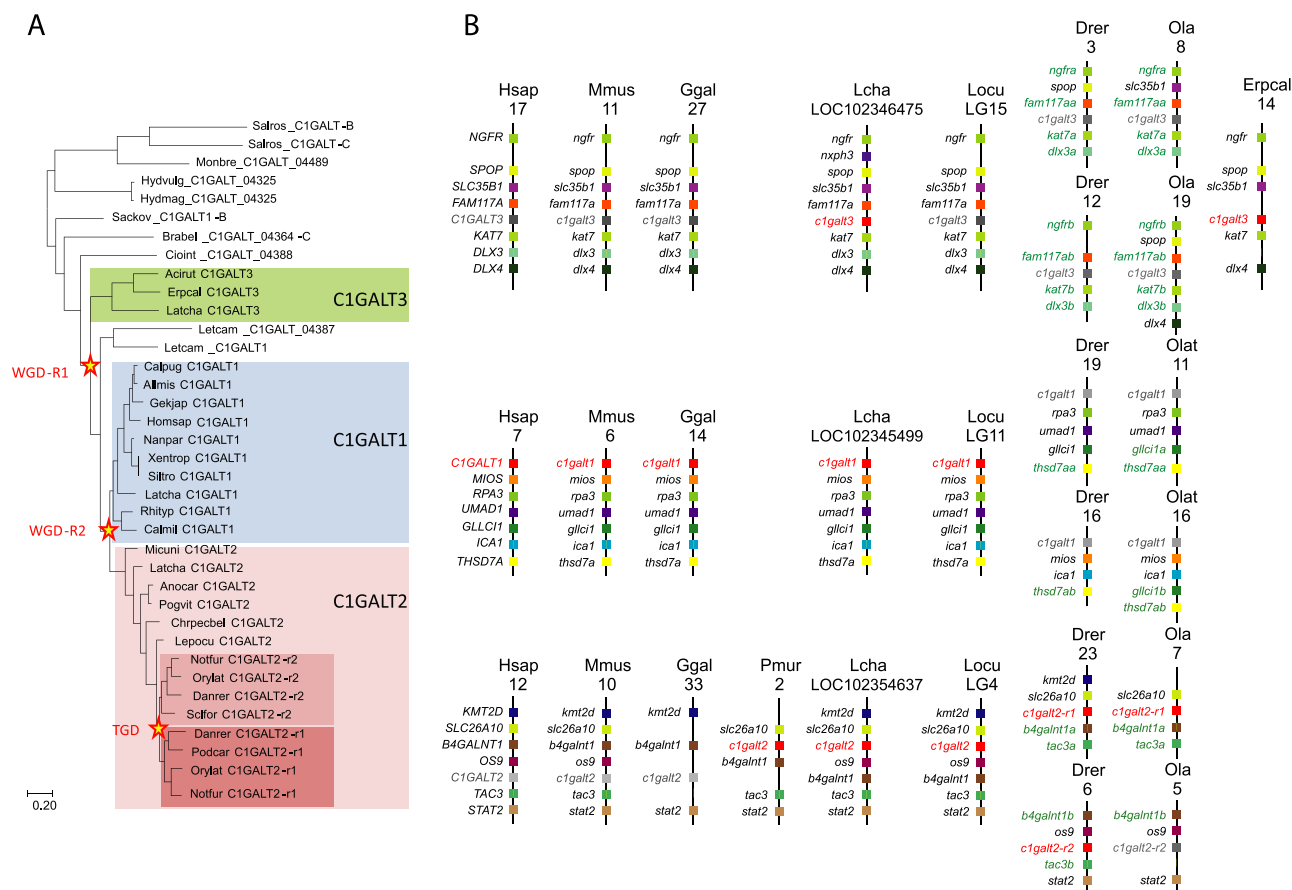 A
Salros _C1GALT-B
Salros_C1GALT-C
Monbre_C1GALT_04489
Hydvulg_C1GALT_04325
Hydmag_C1GALT_04325
Sackov_C1GALT1-B
Brabel _C1GALT_04364 -C
Cioint_C1GALT_04388
Acirut C1GALT3
Erpcal C1GALT3
Latcha C1GALT3
C1GALT3
Letcam _C1GALT_04387
Letcam _C1GALT1
WGD-R1
Calpug C1GALT1
Allmis C1GALT1
Gekjap C1GALT1
Homsap C1GALT1
Nanpar C1GALT1
Xentrop C1GALT1
Siltro C1GALT1
Latcha C1GALT1
Rhityp C1GALT1
Calmil C1GALT1
C1GALT1
WGD-R2
Micuni C1GALT2
Latcha C1GALT2
Anocar C1GALT2
Pogvit C1GALT2
Chrpecbel C1GALT2
Lepocu C1GALT2
C1GALT2
Notfur C1GALT2-r2
Orylat C1GALT2-r2
Danrer C1GALT2-r2
Sclfor C1GALT2-r2
TGD
Danrer C1GALT2-r1
Podcar C1GALT2-r1
Orylat C1GALT2-r1
Notfur C1GALT2-r1
0.20
B
Hsap
17
NGFR
SPOP
SLC35B1
FAM117A
C1GALT3
KAT7
DLX3
DLX4
Mmus
11
ngfr
spop
slc35b1
fam117a
c1galt3
kat7
dlx3
dlx4
Ggal
27
ngfr
spop
slc35b1
fam117a
c1galt3
kat7
dlx3
dlx4
Lcha
LOC102346475
ngfr
nxph3
spop
slc35b1
fam117a
c1galt3
kat7
dlx3
dlx4
Locu
LG15
ngfr
spop
slc35b1
fam117a
c1galt3
kat7
dlx3
dlx4
Drer
3
ngfra
spop
fam117aa
c1galt3
kat7a
dlx3a
Ola
8
ngfra
slc35b1
fam117aa
c1galt3
kat7a
dlx3a
Drer
12
ngfrb
fam117ab
c1galt3
kat7b
dlx3b
Ola
19
ngfrb
spop
fam117ab
c1galt3
kat7b
dlx3b
dlx4
Erpcal
14
ngfr
spop
slc35b1
c1galt3
kat7
dlx4
Hsap
7
C1GALT1
MIOS
RPA3
UMAD1
GLLCI1
ICA1
THSD7A
Mmus
6
c1galt1
mios
rpa3
umad1
gllci1
ica1
thsd7a
Ggal
14
c1galt1
mios
rpa3
umad1
gllci1
ica1
thsd7a
Lcha
LOC102345499
c1galt1
mios
rpa3
umad1
gllci1
ica1
thsd7a
Locu
LG11
c1galt1
mios
rpa3
umad1
gllci1
ica1
thsd7a
Drer
19
c1galt1
rpa3
umad1
gllci1
thsd7aa
Olat
11
c1galt1
rpa3
umad1
gllci1a
thsd7aa
Drer
16
c1galt1
mios
ica1
thsd7ab
Olat
16
c1galt1
mios
ica1
gllci1b
thsd7ab
Hsap
12
KMT2D
SLC26A10
B4GALNT1
OS9
C1GALT2
TAC3
STAT2
Mmus
10
kmt2d
slc26a10
b4galnt1
os9
c1galt2
tac3
stat2
Ggal
33
kmt2d
b4galnt1
c1galt2
stat2
Pmur
2
slc26a10
c1galt2
b4galnt1
tac3
stat2
Lcha
LOC102354637
kmt2d
slc26a10
c1galt2
os9
b4galnt1
tac3
stat2
Locu
LG4
kmt2d
slc26a10
c1galt2
os9
b4galnt1
tac3
stat2
Drer
23
kmt2d
slc26a10
c1galt2-r1
b4galnt1a
tac3a
Ola
7
slc26a10
c1galt2-r1
b4galnt1a
tac3a
Drer
6
b4galnt1b
os9
c1galt2-r2
tac3b
stat2
Ola
5
b4galnt1b
os9
c1galt2-r2
stat2